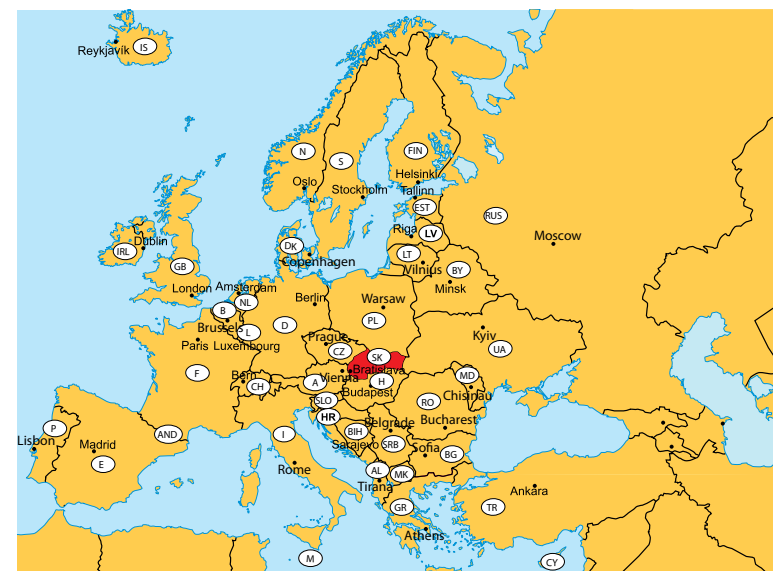 IS
Reykjavík
N
S
FIN
Helsinki
Oslo
Stockholm
Tallinn
EST
RUS
Riga
LV
Moscow
Dublin
IRL
DK
Copenhagen
LT
Vilnius
BY
GB
Minsk
London
Amsterdam
NL
Berlin
Warsaw
B
Brussels
D
PL
L
Paris
Luxembourg
Prague
CZ
Kyiv
UA
SK
F
Bern
CH
Vienna
Bratislava
A
H
Budapest
MD
Chisinau
SLO
RO
HR
P
Lisbon
AND
Madrid
E
I
Rome
BIH
Sarajevo
Belgrade
SRB
Bucharest
Sofia
BG
AL
MK
Tirana
Ankara
GR
TR
Athens
M
CY